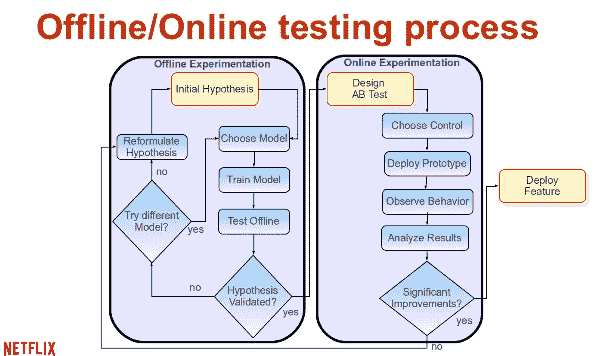 Offline/Online testing process
Offline Experimentation
Online Experimentation
Initial Hypothesis
Design
AB Test
Reformulate
Hypothesis
Choose Model
Choose Control
no
Train Model
Deploy Prototype
Deploy
Feature
Try different
Model?
yes
Test Offline
Observe Behavior
Analyze Results
no
Hypothesis
Validated?
yes
Significant
Improvements?
yes
no
NETFLIX